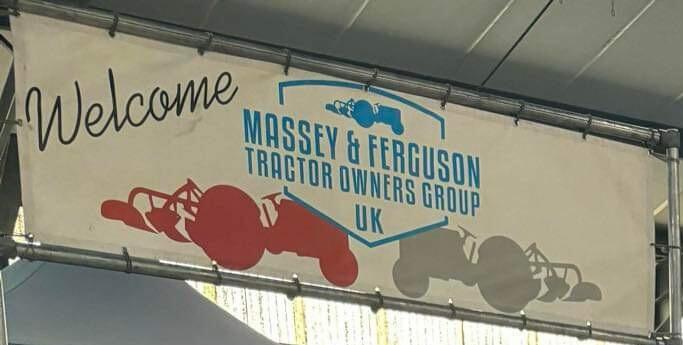 Welcome
MASSEY & FERGUSON
TRACTOR OWNERS GROUP
UK